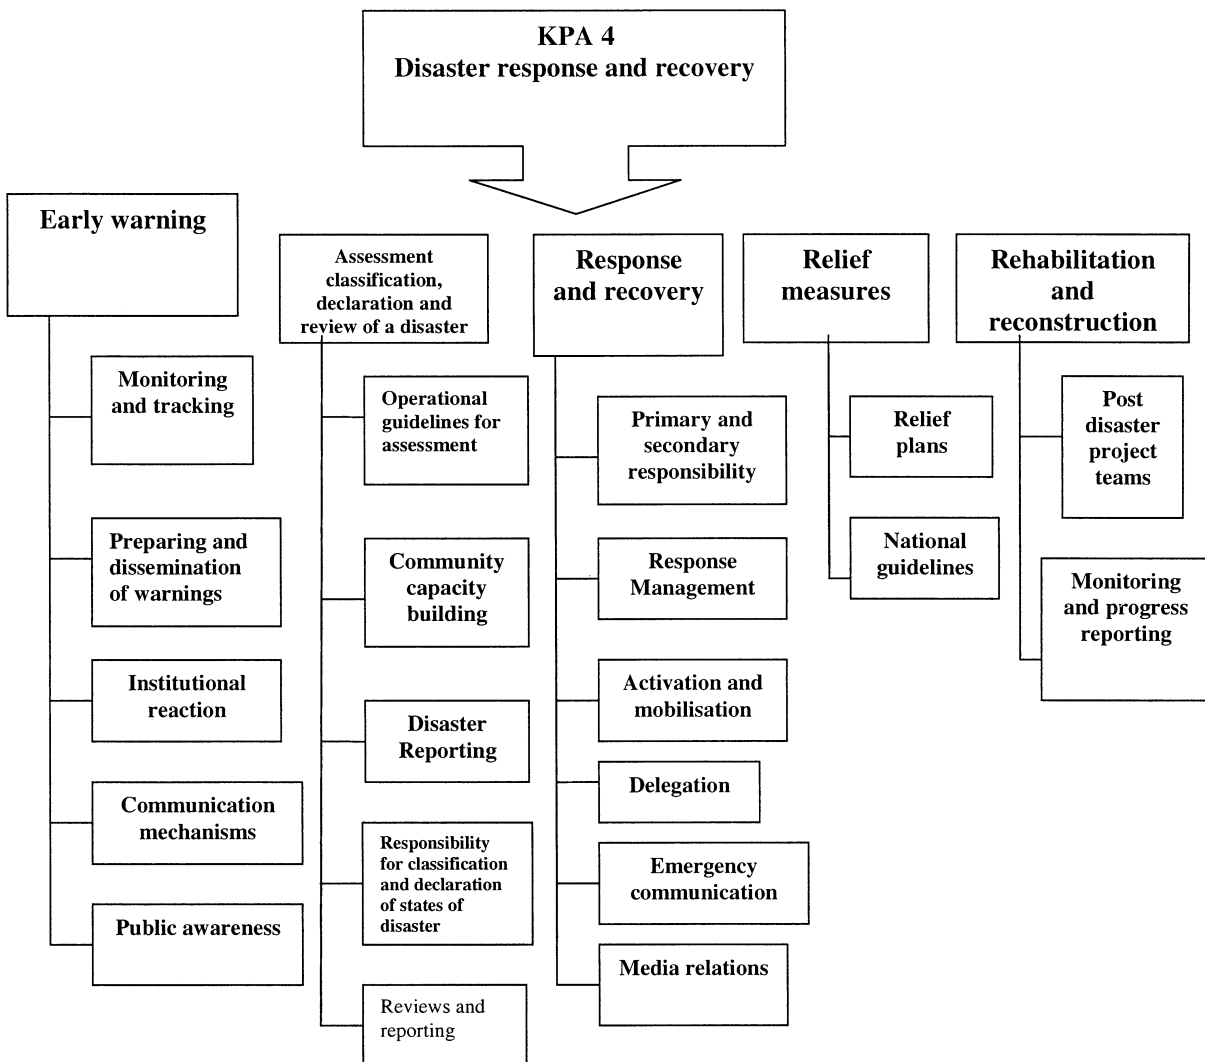 KPA 4
Disaster response and recovery
Early warning
Monitoring
and tracking
Preparing and
dissemination
of warnings
Institutional
reaction
Communication
mechanisms
Public awareness
Assessment
classification,
declaration and
review of a disaster
Operational
guidelines for
assessment
Community
capacity
building
Disaster
Reporting
Responsibility
for classification
and declaration
of states of
disaster
Reviews and
reporting
Response
and recovery
Primary and
secondary
responsibility
Response
Management
Activation and
mobilisation
Delegation
Emergency
communication
Media relations
Relief
measures
Relief
plans
National
guidelines
Rehabilitation
and
reconstruction
Post
disaster
project
teams
Monitoring
and progress
reporting